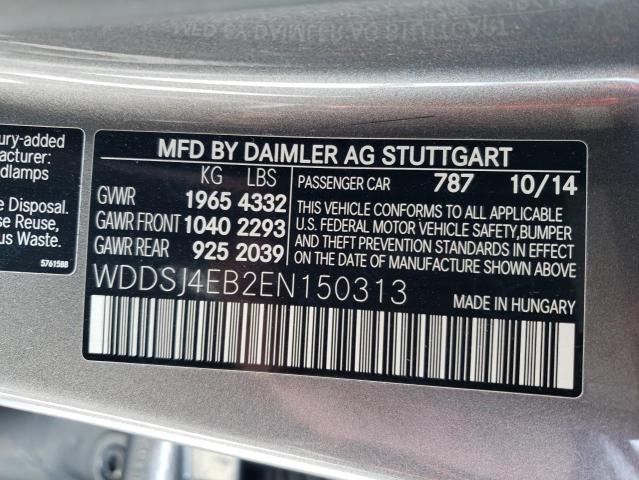 ury-added
nufacturer:
adlamps
e Disposal.
Reuse,
us Waste.
5761588
MFD BY DAIMLER AG STUTTGART
KG LBS
GVWR 1965 4332
GAWR FRONT 1040 2293
GAWR REAR 925 2039
PASSENGER CAR 787 10/14
THIS VEHICLE CONFORMS TO ALL APPLICABLE
U.S. FEDERAL MOTOR VEHICLE SAFETY,BUMPER
AND THEFT PREVENTION STANDARDS IN EFFECT
ON THE DATE OF MANUFACTURE SHOWN ABOVE.
WDDSJ4EB2EN150313
MADE IN HUNGARY